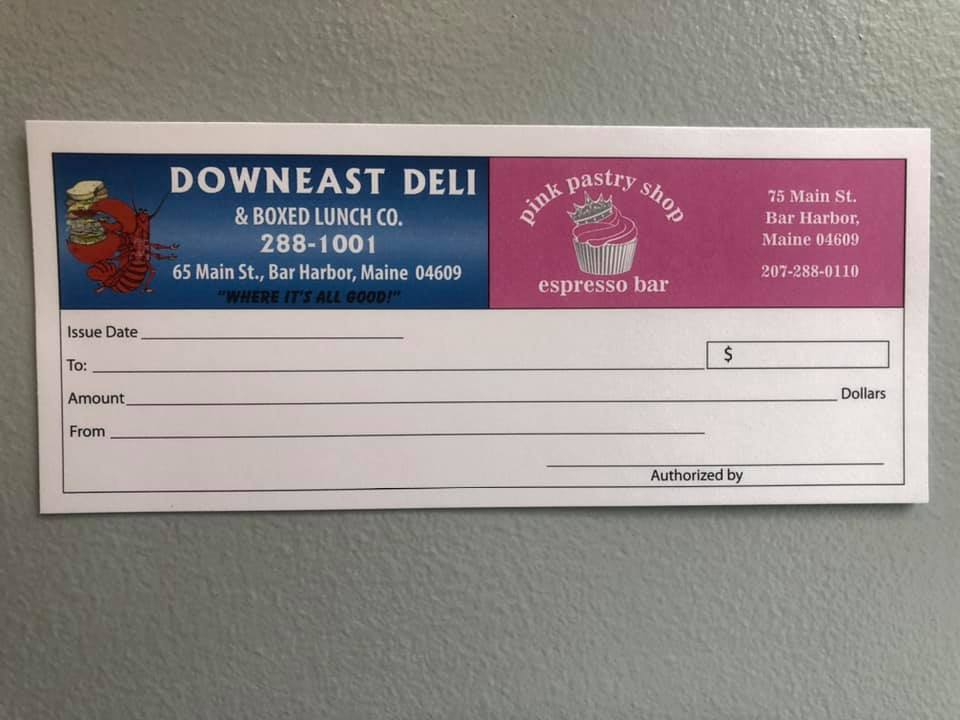 DOWNEAST DELI
& BOXED LUNCH CO.
288-1001
65 Main St., Bar Harbor, Maine 04609
"WHERE IT'S ALL GOOD!"
pink pastry shop
espresso bar
75 Main St.
Bar Harbor,
Maine 04609
207-288-0110
Issue Date
To:
$
Amount
Dollars
From
Authorized by